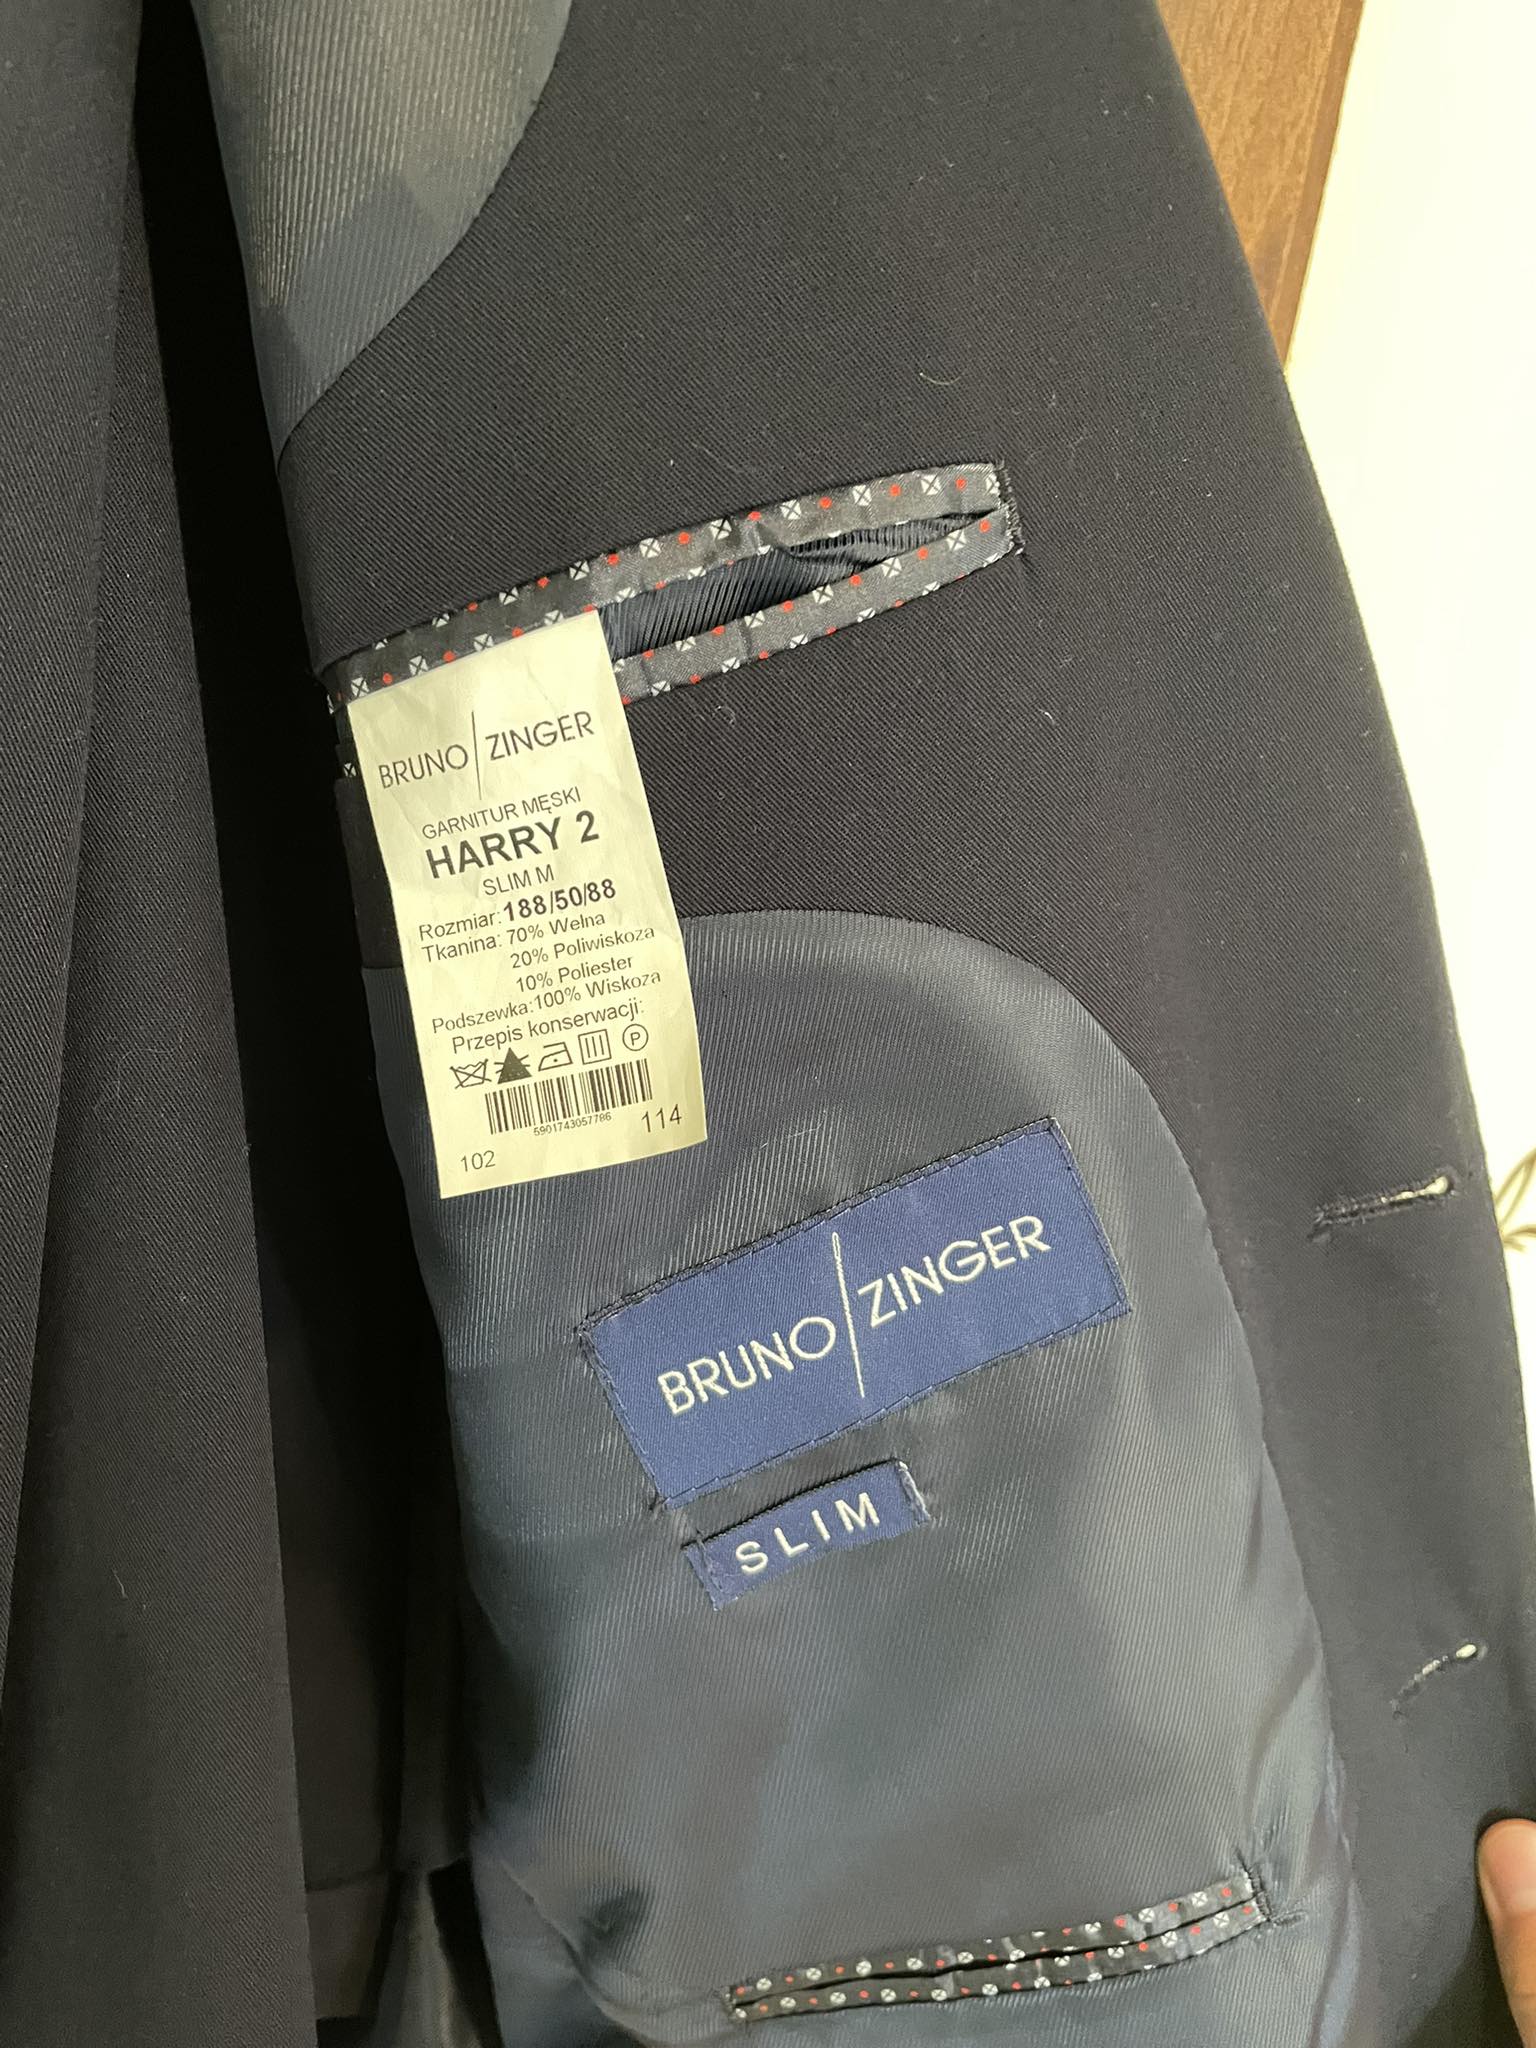 BRUNO/ZINGER
GARNITUR MĘSKI
HARRY 2
SLIM M
Rozmiar: 188/50/88
Tkanina: 70% Wełna
20% Poliwiskoza
10% Poliester
Podszewka:100% Wiskoza
Przepis konserwacji:
P
5901743057786
102 114
BRUNO/ZINGER
SLIM